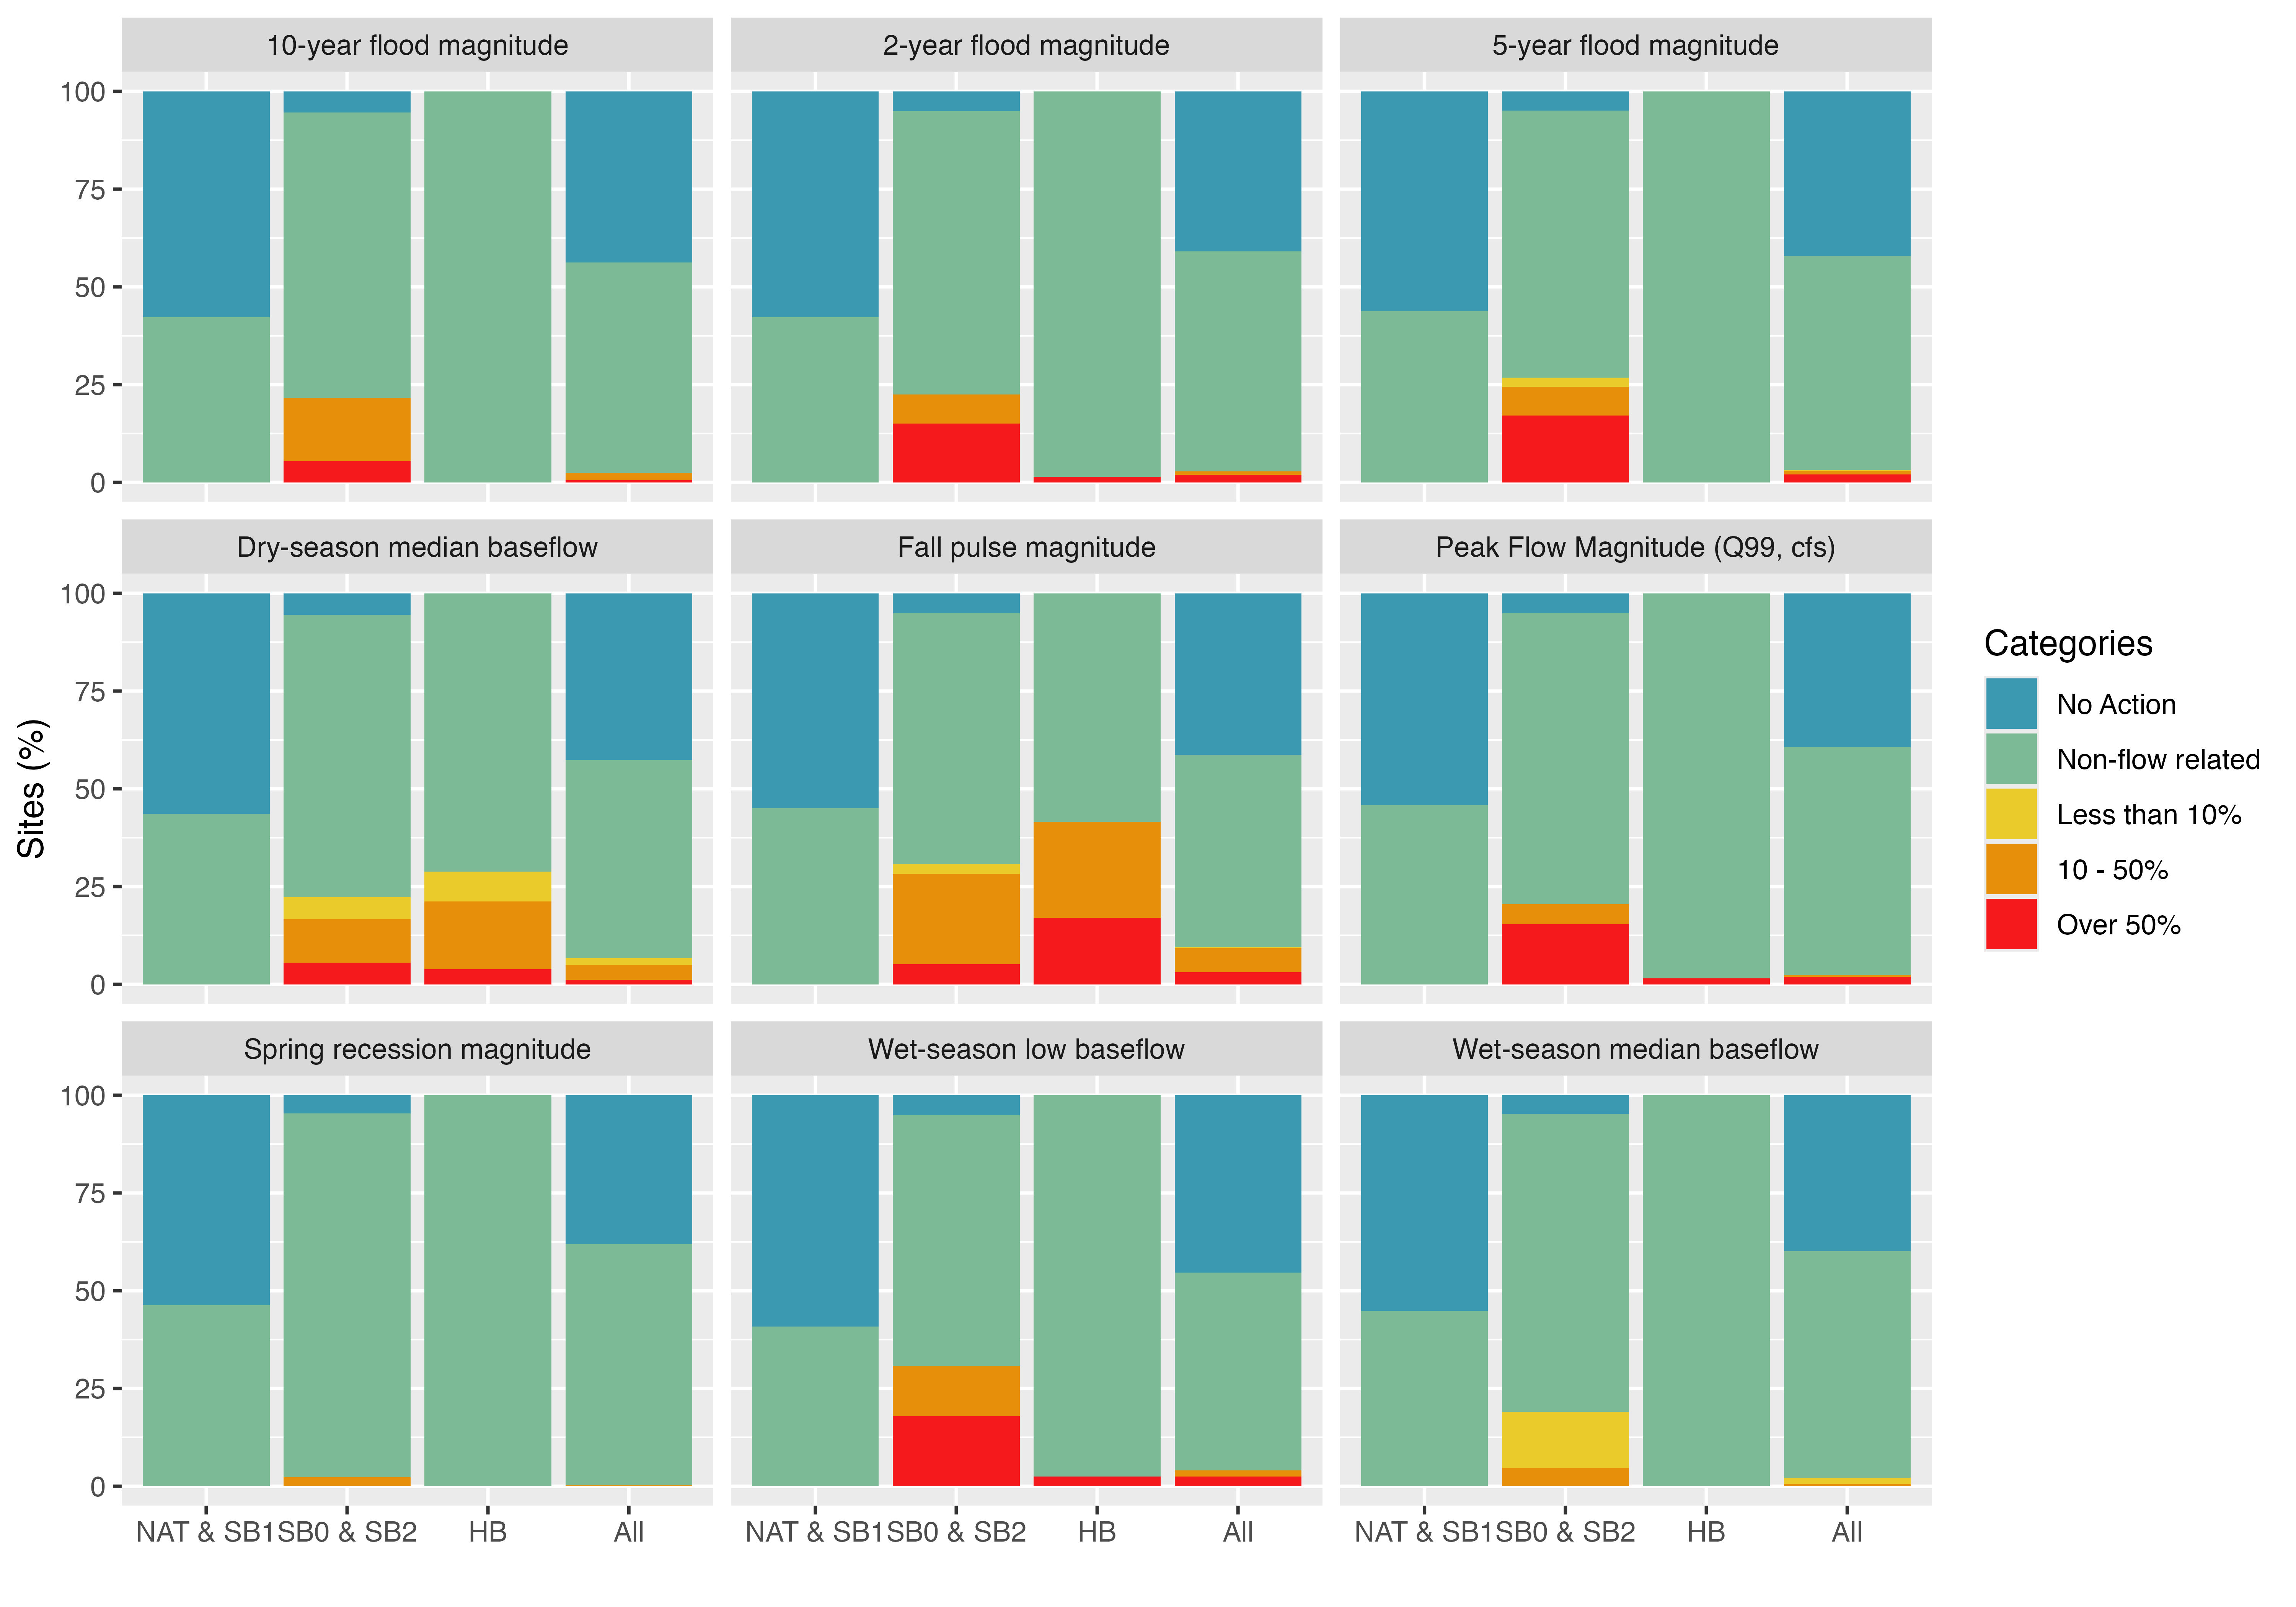 10-year flood magnitude
2-year flood magnitude
5-year flood magnitude
100
75
50
25
0
Dry-season median baseflow
Fall pulse magnitude
Peak Flow Magnitude (Q99, cfs)
100
75
50
25
0
Sites (%)
Categories
No Action
Non-flow related
Less than 10%
10 - 50%
Over 50%
Spring recession magnitude
Wet-season low baseflow
Wet-season median baseflow
100
75
50
25
0
NAT & SB1 SB0 & SB2 HB All
NAT & SB1 SB0 & SB2 HB All
NAT & SB1 SB0 & SB2 HB All